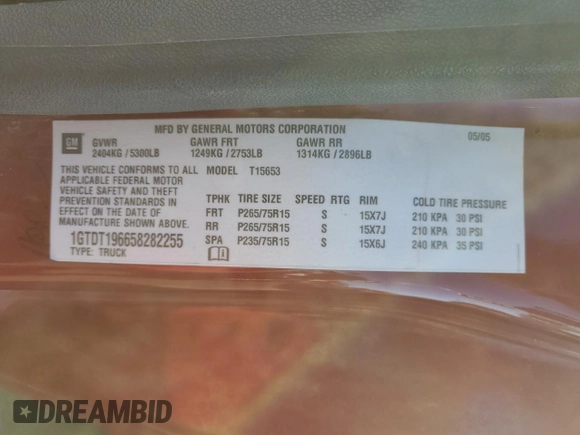 MFD BY GENERAL MOTORS CORPORATION 05/05
GM GVWR GAWR FRT GAWR RR
2404KG / 5300LB 1249KG / 2753LB 1314KG / 2896LB
THIS VEHICLE CONFORMS TO ALL MODEL T15653
APPLICABLE FEDERAL MOTOR
VEHICLE SAFETY AND THEFT
PREVENTION STANDARDS IN
EFFECT ON THE DATE OF
MANUFACTURE SHOWN ABOVE.
1GTDT196658282255
TYPE: TRUCK
TPHK TIRE SIZE SPEED RTG RIM COLD TIRE PRESSURE
FRT P265/75R15 S 15X7J 210 KPA 30 PSI
RR P265/75R15 S 15X7J 210 KPA 30 PSI
SPA P235/75R15 S 15X6J 240 KPA 35 PSI
DREAMBID